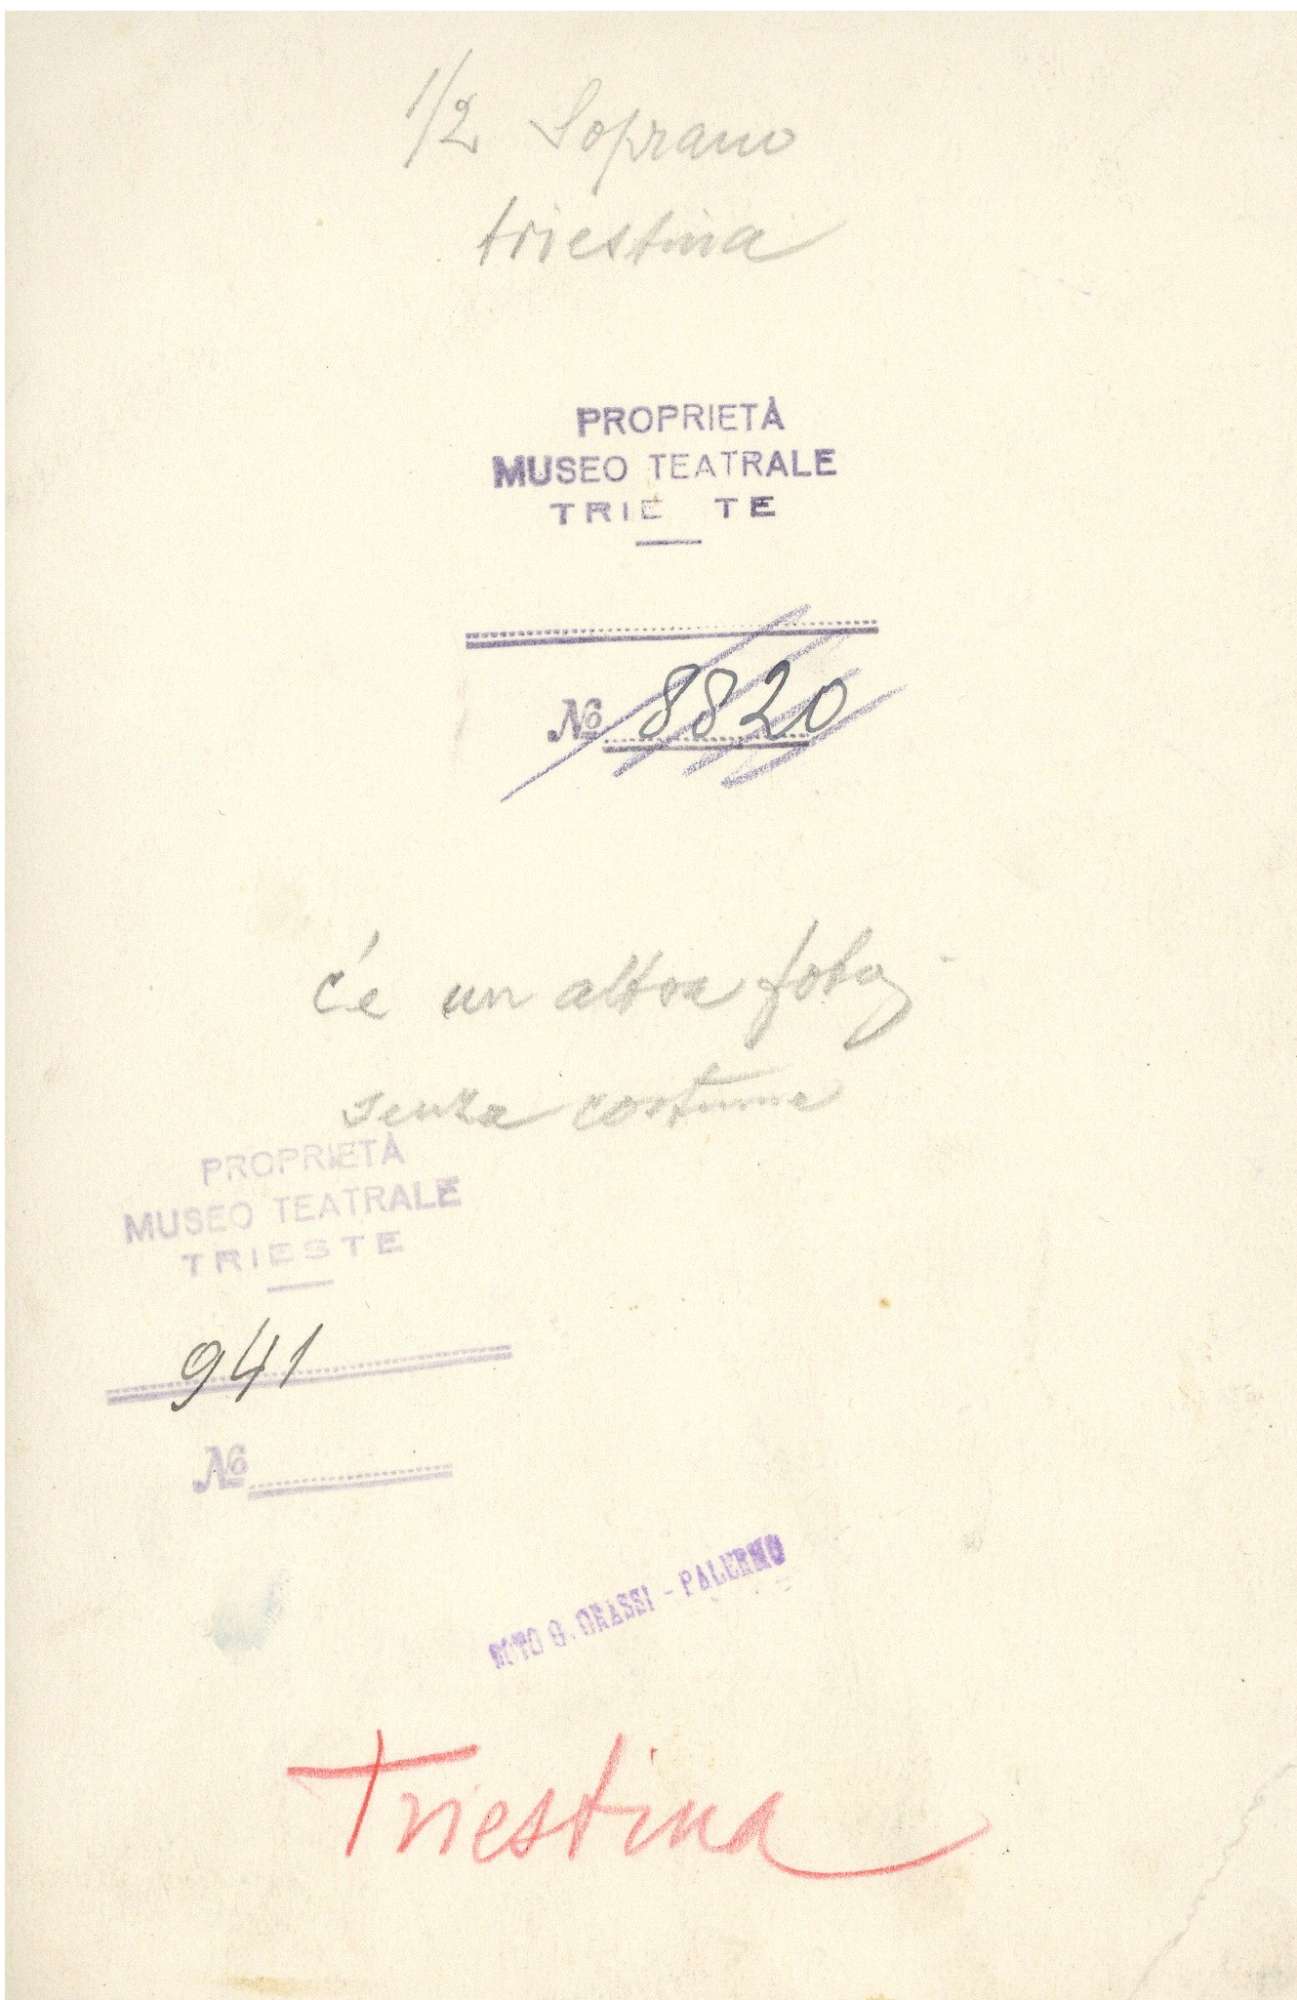 1/2 Soprano
triestina
PROPRIETÀ
MUSEO TEATRALE
TRIE TE
№ 8820
c'è un altra foto
senza costume
PROPRIETÀ
MUSEO TEATRALE
TRIESTE
941
№
FOTO G. GRASSI - PALERMO
Triestina